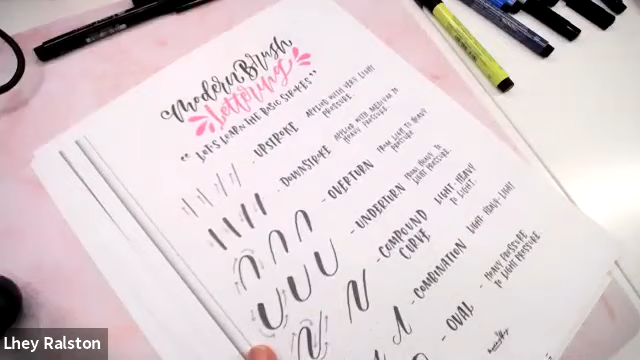 Modern Brush
Lettering
"LET'S LEARN THE BASIC STROKES"
- UPSTROKE APPLIED WITH VERY LIGHT
PRESSURE
- DOWNSTROKE APPLIED WITH MEDIUM TO
HEAVY PRESSURE
- OVERTURN FROM LIGHT TO HEAVY
PRESSURE
- UNDERTURN FROM HEAVY TO
LIGHT PRESSURE.
- COMPOUND
CURVE LIGHT-HEAVY
TO LIGHT.
- COMBINATION LIGHT-HEAVY-LIGHT
- OVAL - HEAVY PRESSURE
TO LIGHT PRESSURE.
Lhey Ralston